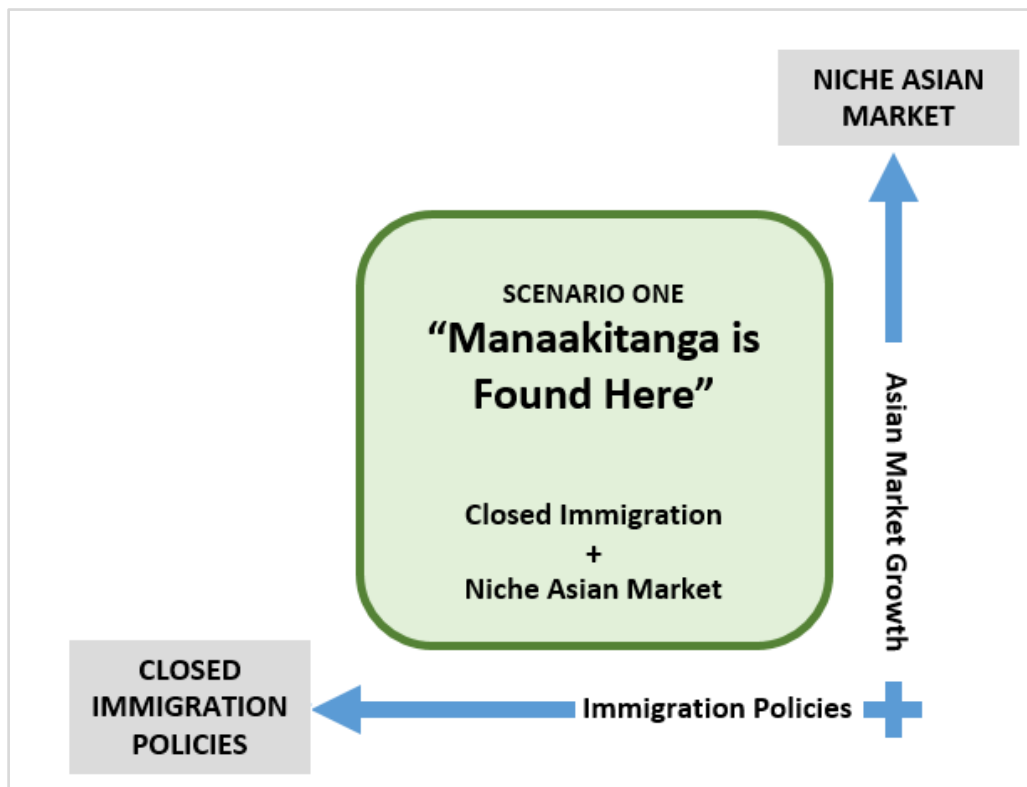 NICHE ASIAN
MARKET
SCENARIO ONE
“Manaakitanga is
Found Here”
Closed Immigration
+
Niche Asian Market
Asian Market Growth
CLOSED
IMMIGRATION
POLICIES
Immigration Policies